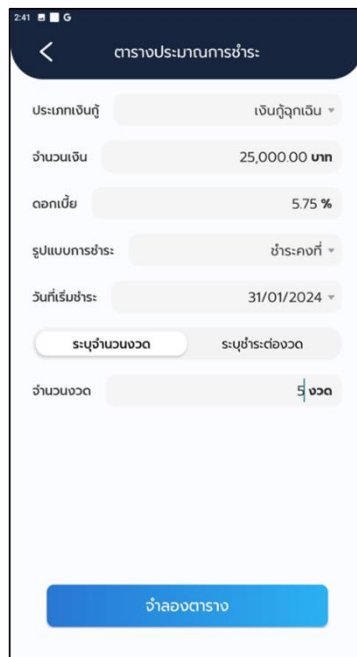 2:41 G
ตารางประมาณการชำระ
ประเภทเงินกู้ เงินกู้ฉุกเฉิน
จำนวนเงิน 25,000.00 บาท
ดอกเบี้ย 5.75 %
รูปแบบการชำระ ชำระคงที่
วันที่เริ่มชำระ 31/01/2024
ระบุจำนวนงวด ระบุชำระต่องวด
จำนวนงวด 5 งวด
จำลองตาราง